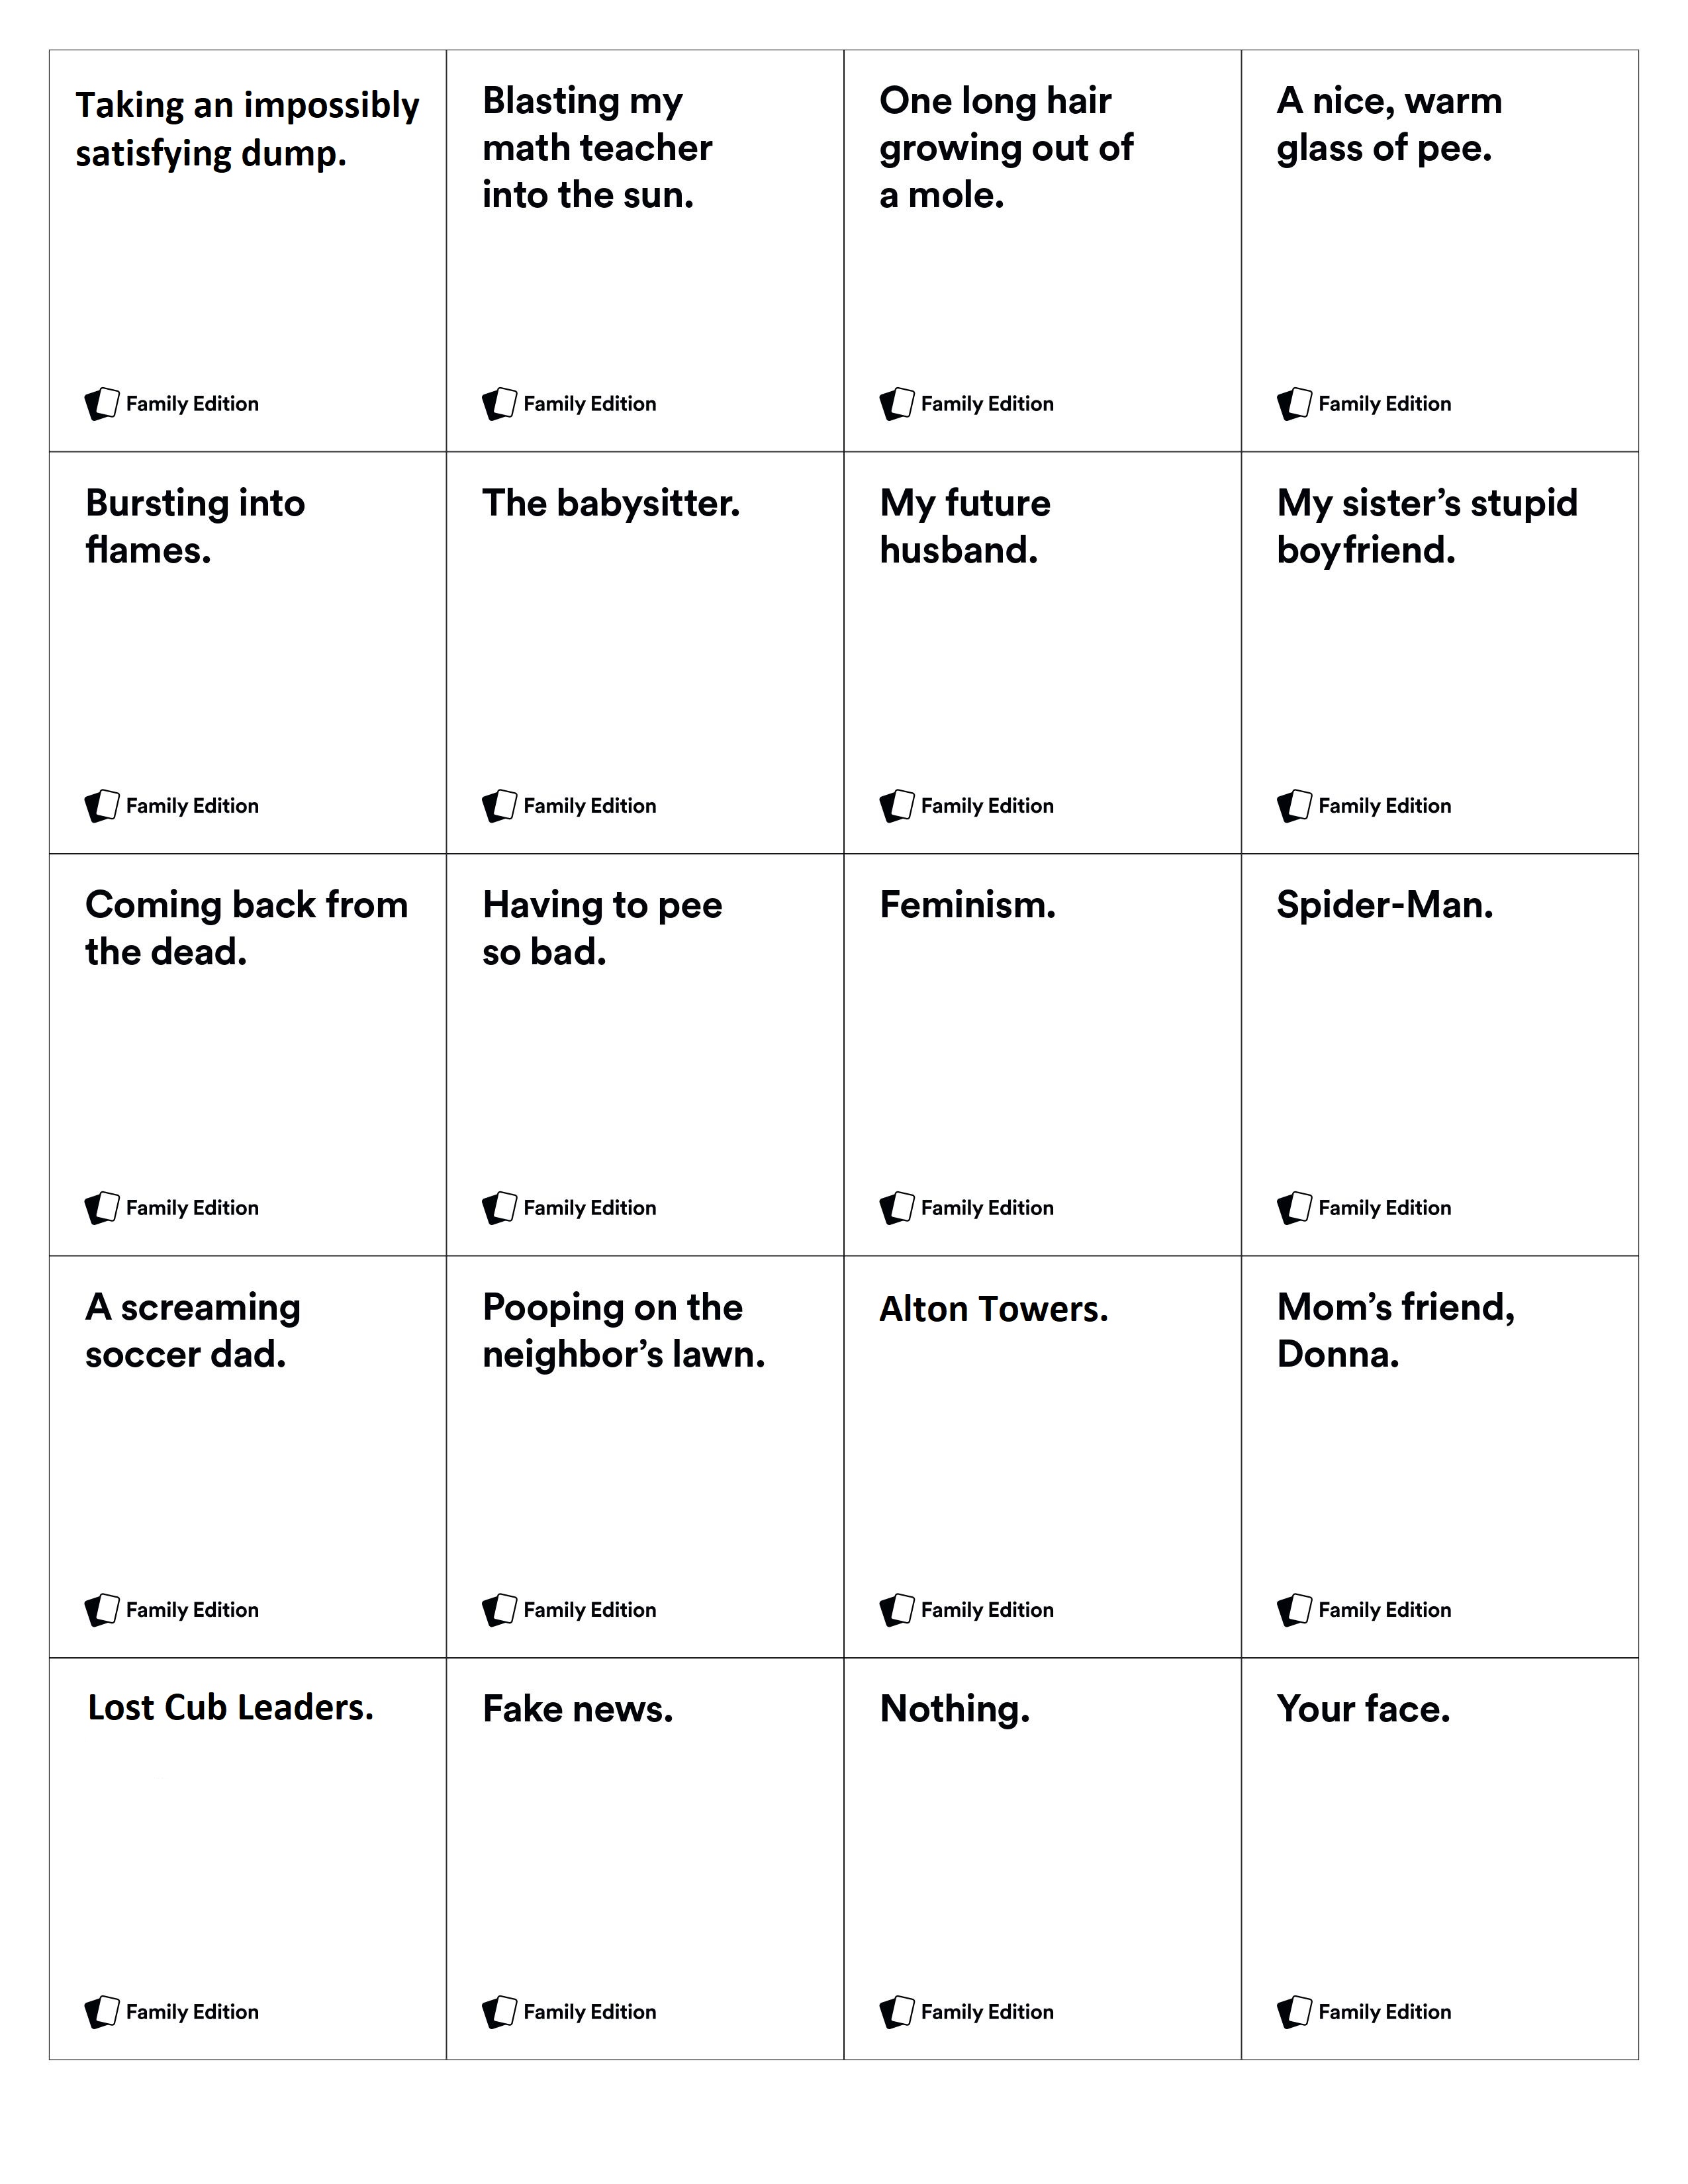 Taking an impossibly
satisfying dump.
Family Edition
Blasting my
math teacher
into the sun.
Family Edition
One long hair
growing out of
a mole.
Family Edition
A nice, warm
glass of pee.
Family Edition
Bursting into
flames.
Family Edition
The babysitter.
Family Edition
My future
husband.
Family Edition
My sister’s stupid
boyfriend.
Family Edition
Coming back from
the dead.
Family Edition
Having to pee
so bad.
Family Edition
Feminism.
Family Edition
Spider-Man.
Family Edition
A screaming
soccer dad.
Family Edition
Pooping on the
neighbor’s lawn.
Family Edition
Alton Towers.
Family Edition
Mom’s friend,
Donna.
Family Edition
Lost Cub Leaders.
Family Edition
Fake news.
Family Edition
Nothing.
Family Edition
Your face.
Family Edition